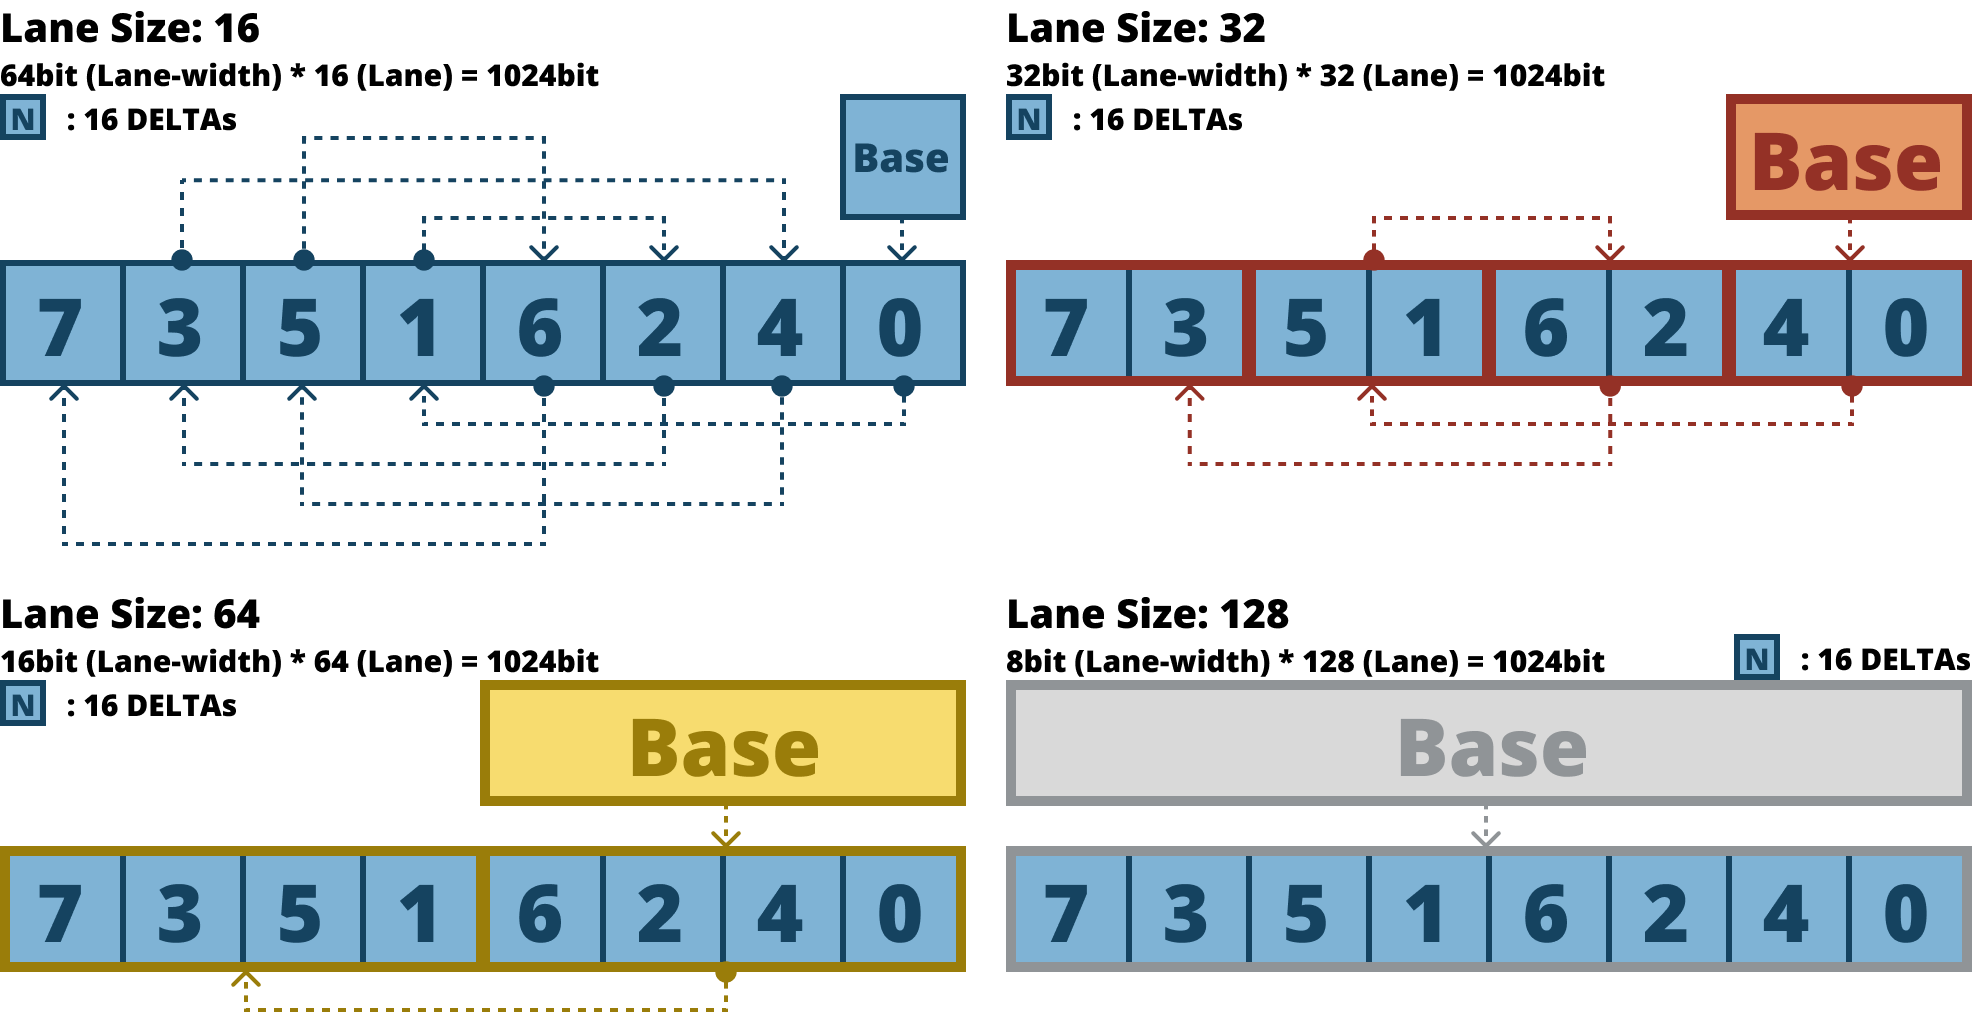 Lane Size: 16
64bit (Lane-width) * 16 (Lane) = 1024bit
N : 16 DELTAs
Base
7 3 5 1 6 2 4 0
Lane Size: 32
32bit (Lane-width) * 32 (Lane) = 1024bit
N : 16 DELTAs
Base
7 3 5 1 6 2 4 0
Lane Size: 64
16bit (Lane-width) * 64 (Lane) = 1024bit
N : 16 DELTAs
Base
7 3 5 1 6 2 4 0
Lane Size: 128
8bit (Lane-width) * 128 (Lane) = 1024bit
N : 16 DELTAs
Base
7 3 5 1 6 2 4 0